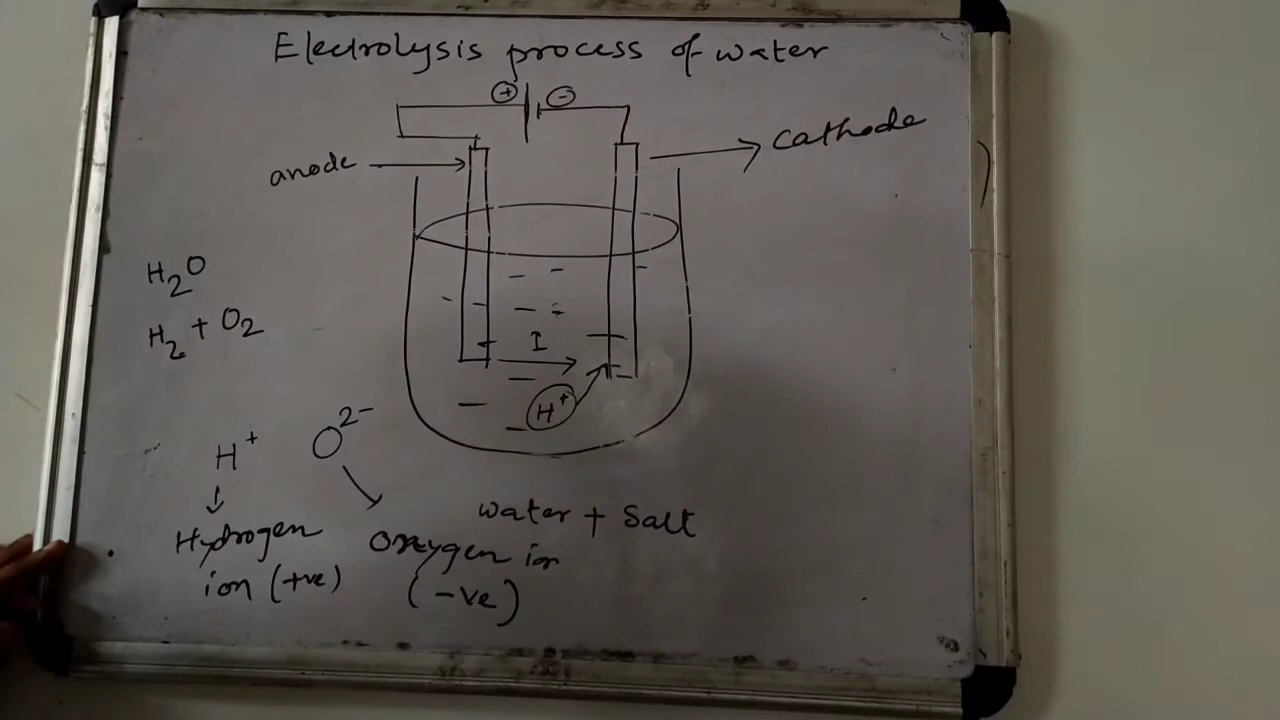 Electrolysis process of water
⊕ ⊖
anode
cathode
H₂O
H₂ + O₂
I
H⁺
H⁺ O²⁻
water + Salt
Hydrogen
ion (+ve)
Oxygen ion
(-ve)